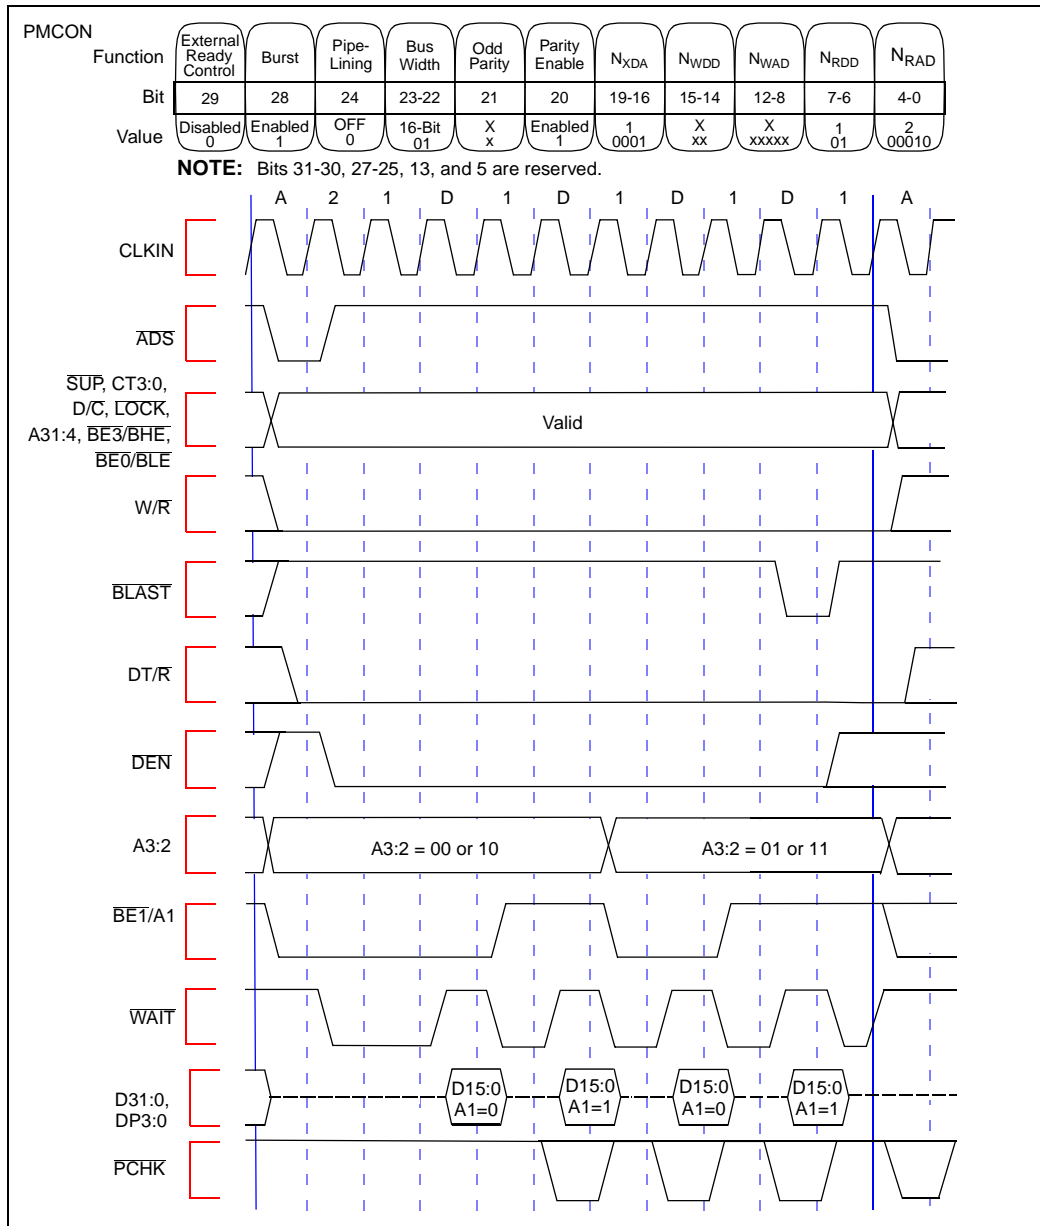 PMCON
Function External Ready Control Burst Pipe-Lining Bus Width Odd Parity Parity Enable NXDA NWDD NWAD NRDD NRAD
Bit 29 28 24 23-22 21 20 19-16 15-14 12-8 7-6 4-0
Value Disabled 0 Enabled 1 OFF 0 16-Bit 01 X x Enabled 1 1 0001 X xx X xxxxx 1 01 2 00010
NOTE: Bits 31-30, 27-25, 13, and 5 are reserved.
A 2 1 D 1 D 1 D 1 D 1 A
CLKIN
ADS
SUP, CT3:0,
D/C, LOCK,
A31:4, BE3/BHE,
BE0/BLE
Valid
W/R
BLAST
DT/R
DEN
A3:2
A3:2 = 00 or 10
A3:2 = 01 or 11
BE1/A1
WAIT
D31:0,
DP3:0
D15:0 D15:0 D15:0 D15:0
A1=0 A1=1 A1=0 A1=1
PCHK